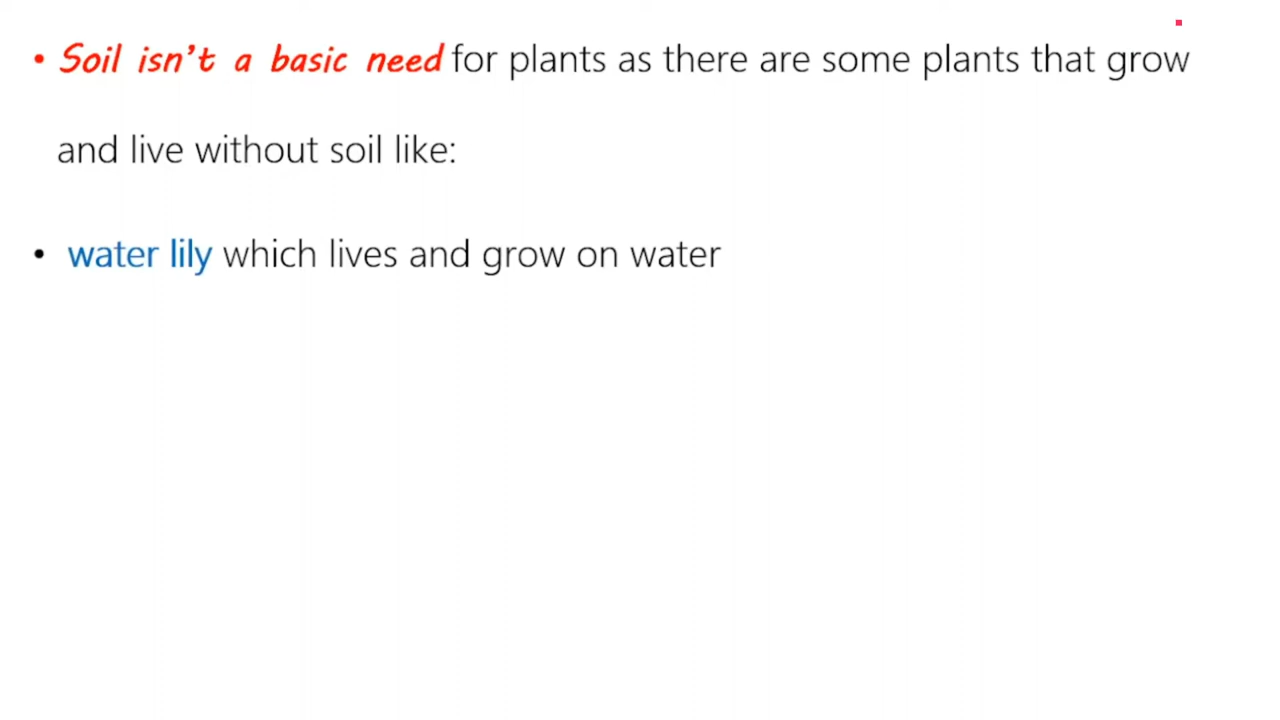 • Soil isn't a basic need for plants as there are some plants that grow
and live without soil like:
• water lily which lives and grow on water